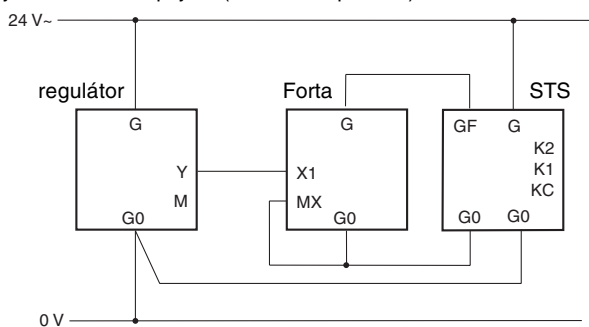 24 V~
regulátor Forta STS
G G GF G
K2
Y X1 K1
M MX KC
G0 G0 G0 G0
0 V